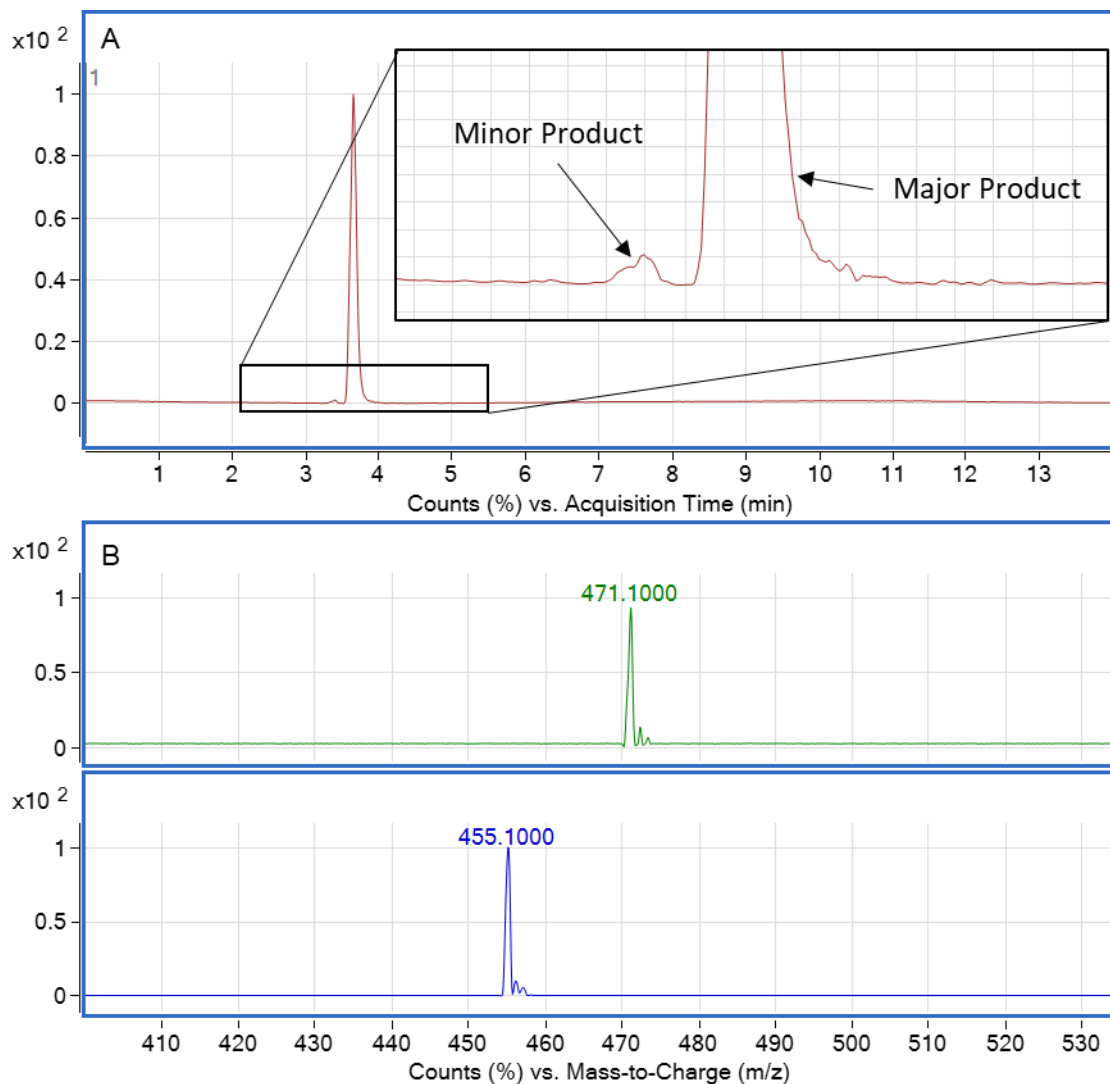 x10 2
A
1
1
0.8
0.6
0.4
0.2
0
Minor Product
Major Product
1 2 3 4 5 6 7 8 9 10 11 12 13
Counts (%) vs. Acquisition Time (min)
x10 2
B
1
0.5
0
471.1000
x10 2
1
0.5
0
455.1000
410 420 430 440 450 460 470 480 490 500 510 520 530
Counts (%) vs. Mass-to-Charge (m/z)